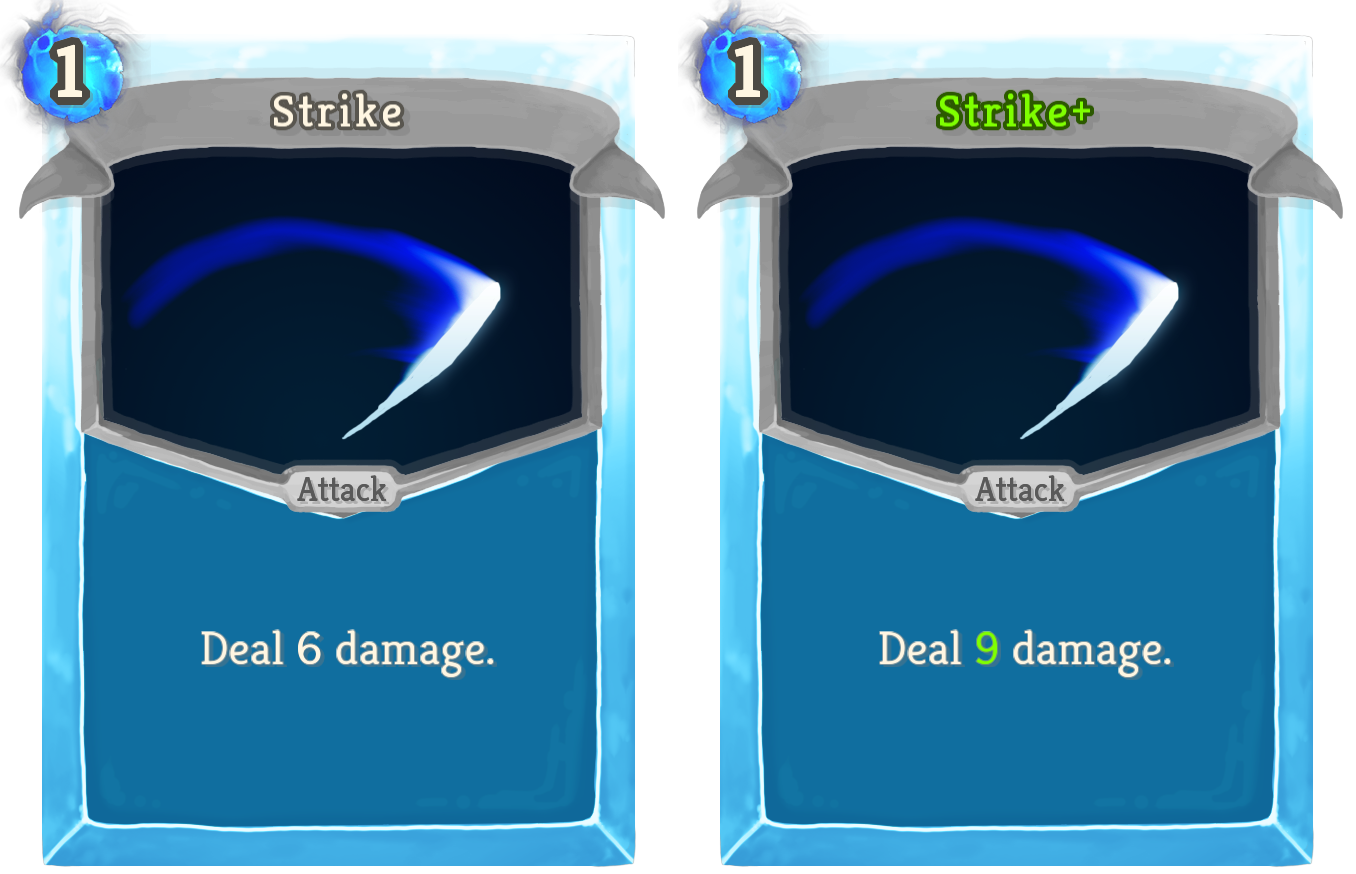 1
Strike
Attack
Deal 6 damage.
1
Strike+
Attack
Deal 9 damage.